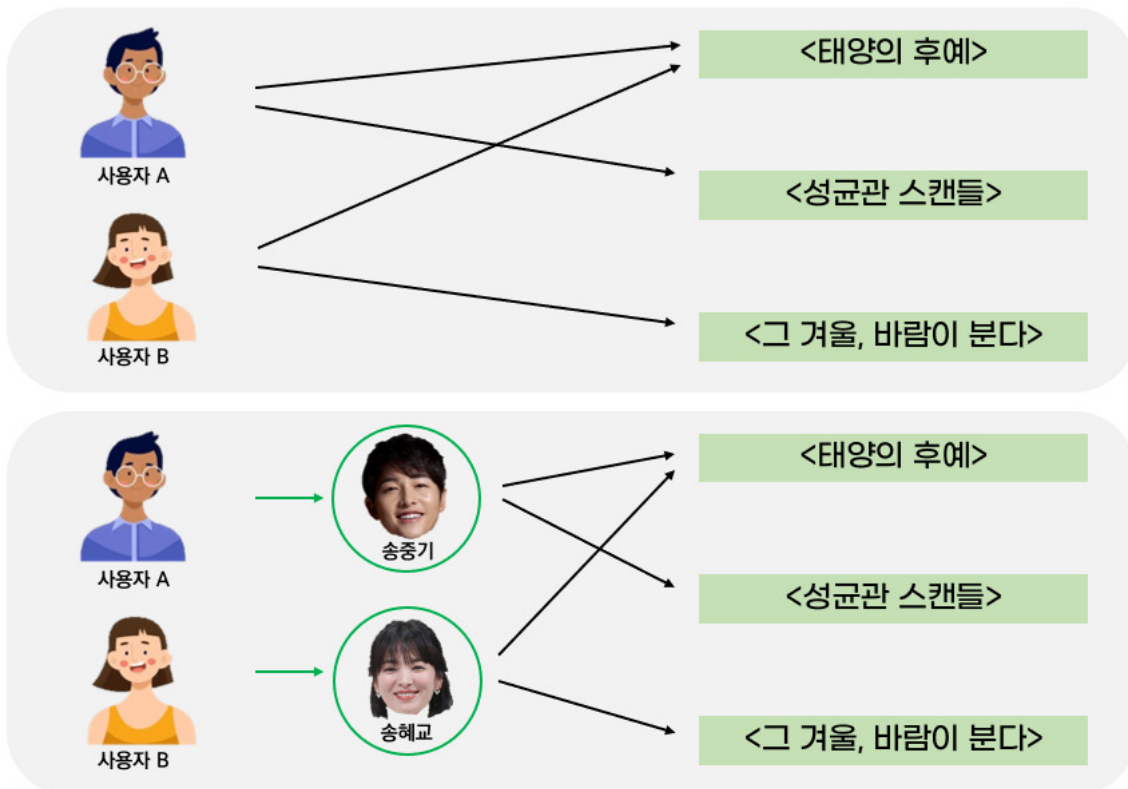 <태양의 후예>
사용자 A
<성균관 스캔들>
사용자 B
<그 겨울, 바람이 분다>
<태양의 후예>
송중기
사용자 A
<성균관 스캔들>
송혜교
<그 겨울, 바람이 분다>
사용자 B